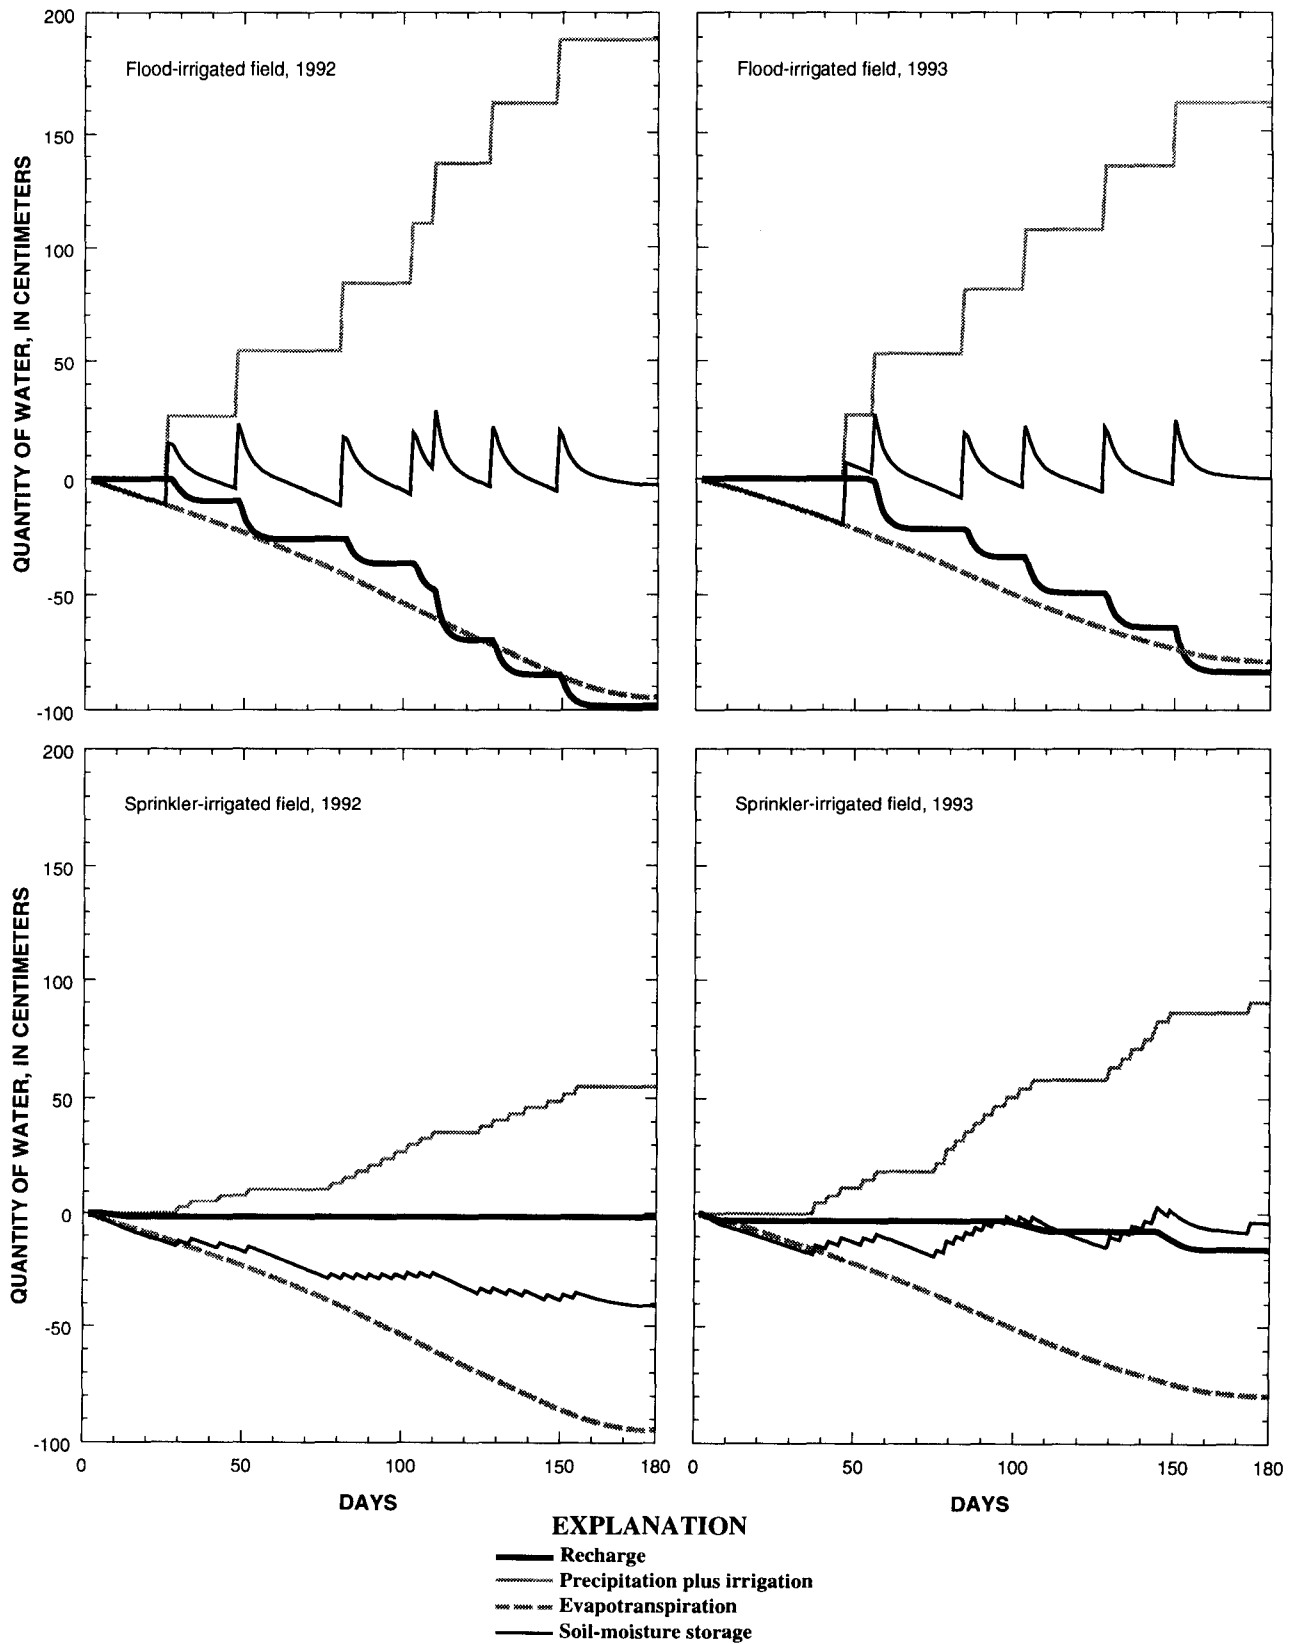 200
150
100
50
0
-50
-100
QUANTITY OF WATER, IN CENTIMETERS
Flood-irrigated field, 1992
Flood-irrigated field, 1993
200
150
100
50
0
-50
-100
QUANTITY OF WATER, IN CENTIMETERS
Sprinkler-irrigated field, 1992
Sprinkler-irrigated field, 1993
0 50 100 150 180
0 50 100 150 180
DAYS
DAYS
EXPLANATION
Recharge
Precipitation plus irrigation
Evapotranspiration
Soil-moisture storage